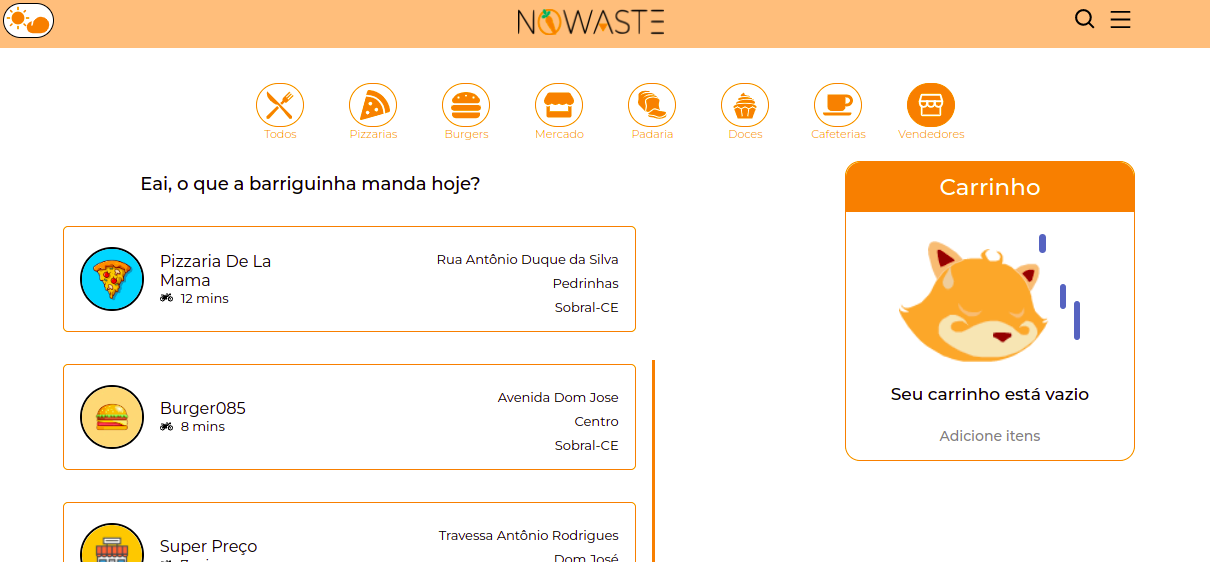 NOWASTE
Todos
Pizzarias
Burgers
Mercado
Padaria
Doces
Cafeterias
Vendedores
Eai, o que a barriguinha manda hoje?
Pizzaria De La
Mama
12 mins
Rua Antônio Duque da Silva
Pedrinhas
Sobral-CE
Burger085
8 mins
Avenida Dom Jose
Centro
Sobral-CE
Super Preço
Travessa Antônio Rodrigues
Dom José
Carrinho
Seu carrinho está vazio
Adicione itens